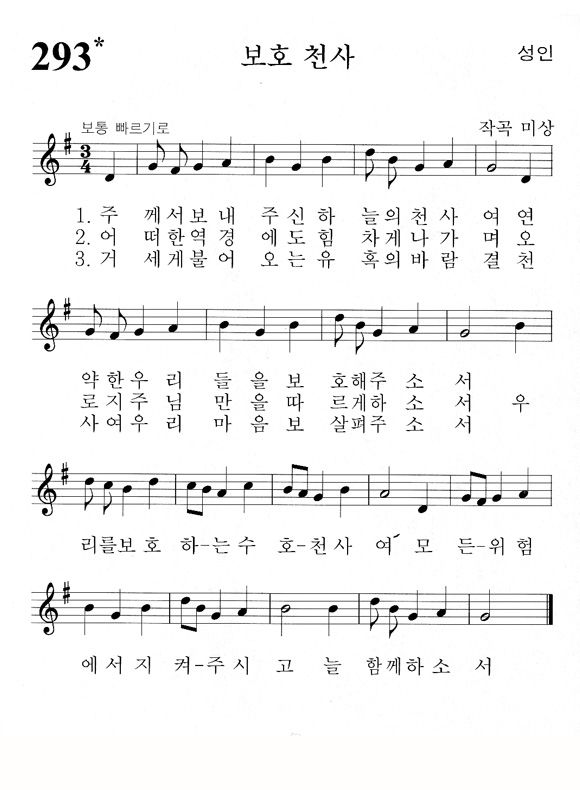 293* 보호 천사 성인
보통 빠르기로 작곡 미상
1. 주 께서보내 주신하 늘의천사 여연
2. 어 떠한역경 에도힘 차게나가 며오
3. 거 세게불어 오는유 혹의바람 결천
약한우리 들을보 호해주소서
로지주님 만을따 르게하소서 우
사여우리 마음보 살펴주소서
리를보호 하-는수 호-천사 여 모 든-위험
에서지 켜-주시 고늘 함께하소서